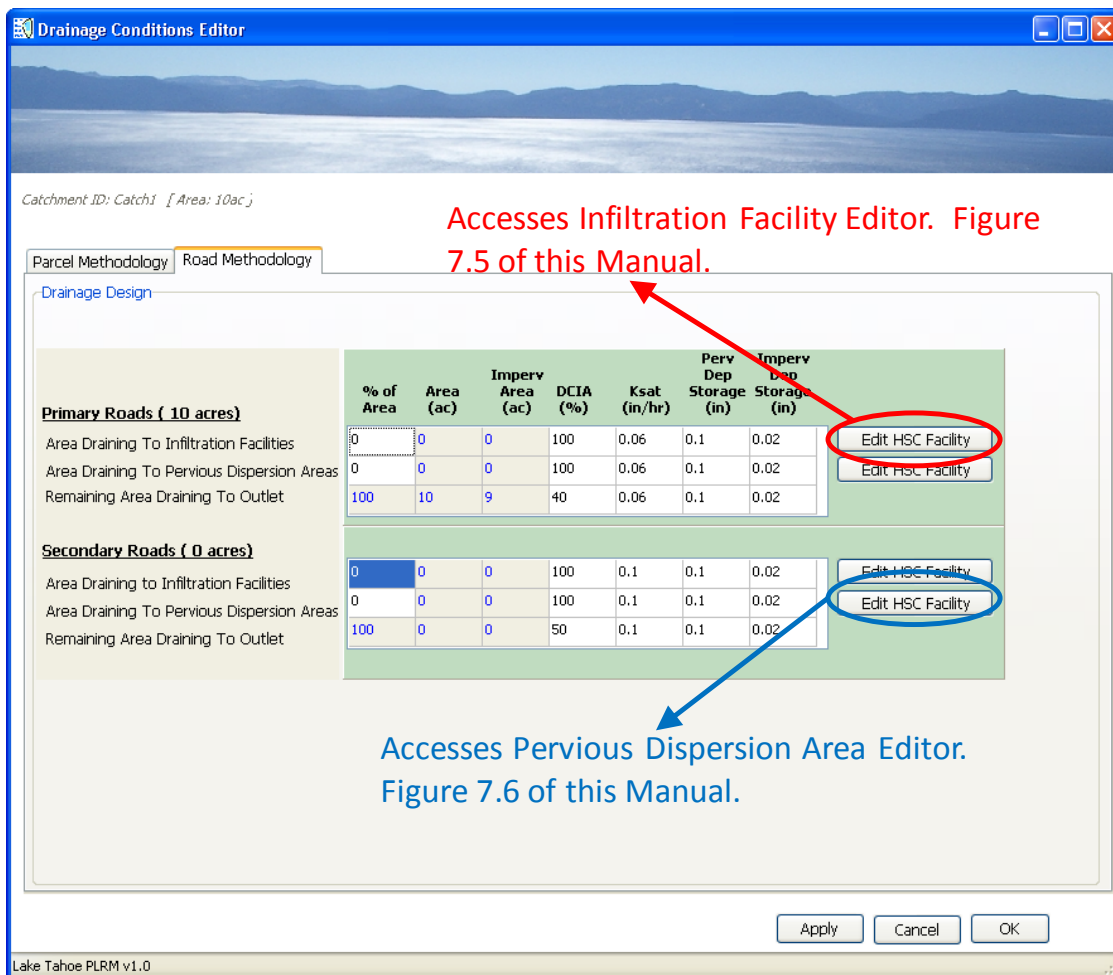 Drainage Conditions Editor
Catchment ID: Catch1 [ Area: 10ac ]
Accesses Infiltration Facility Editor. Figure
7.5 of this Manual.
Parcel Methodology Road Methodology
Drainage Design
% of Area Area (ac) Imperv Area (ac) DCIA (%) Ksat (in/hr) Perv Dep Storage (in) Imperv Dep Storage (in)
Primary Roads ( 10 acres)
Area Draining To Infiltration Facilities 0 0 0 100 0.06 0.1 0.02 Edit HSC Facility
Area Draining To Pervious Dispersion Areas 0 0 0 100 0.06 0.1 0.02 Edit HSC Facility
Remaining Area Draining To Outlet 100 10 9 40 0.06 0.1 0.02
Secondary Roads ( 0 acres)
Area Draining to Infiltration Facilities 0 0 0 100 0.1 0.1 0.02 Edit HSC Facility
Area Draining To Pervious Dispersion Areas 0 0 0 100 0.1 0.1 0.02 Edit HSC Facility
Remaining Area Draining To Outlet 100 0 0 50 0.1 0.1 0.02
Accesses Pervious Dispersion Area Editor.
Figure 7.6 of this Manual.
Apply Cancel OK
Lake Tahoe PLRM v1.0